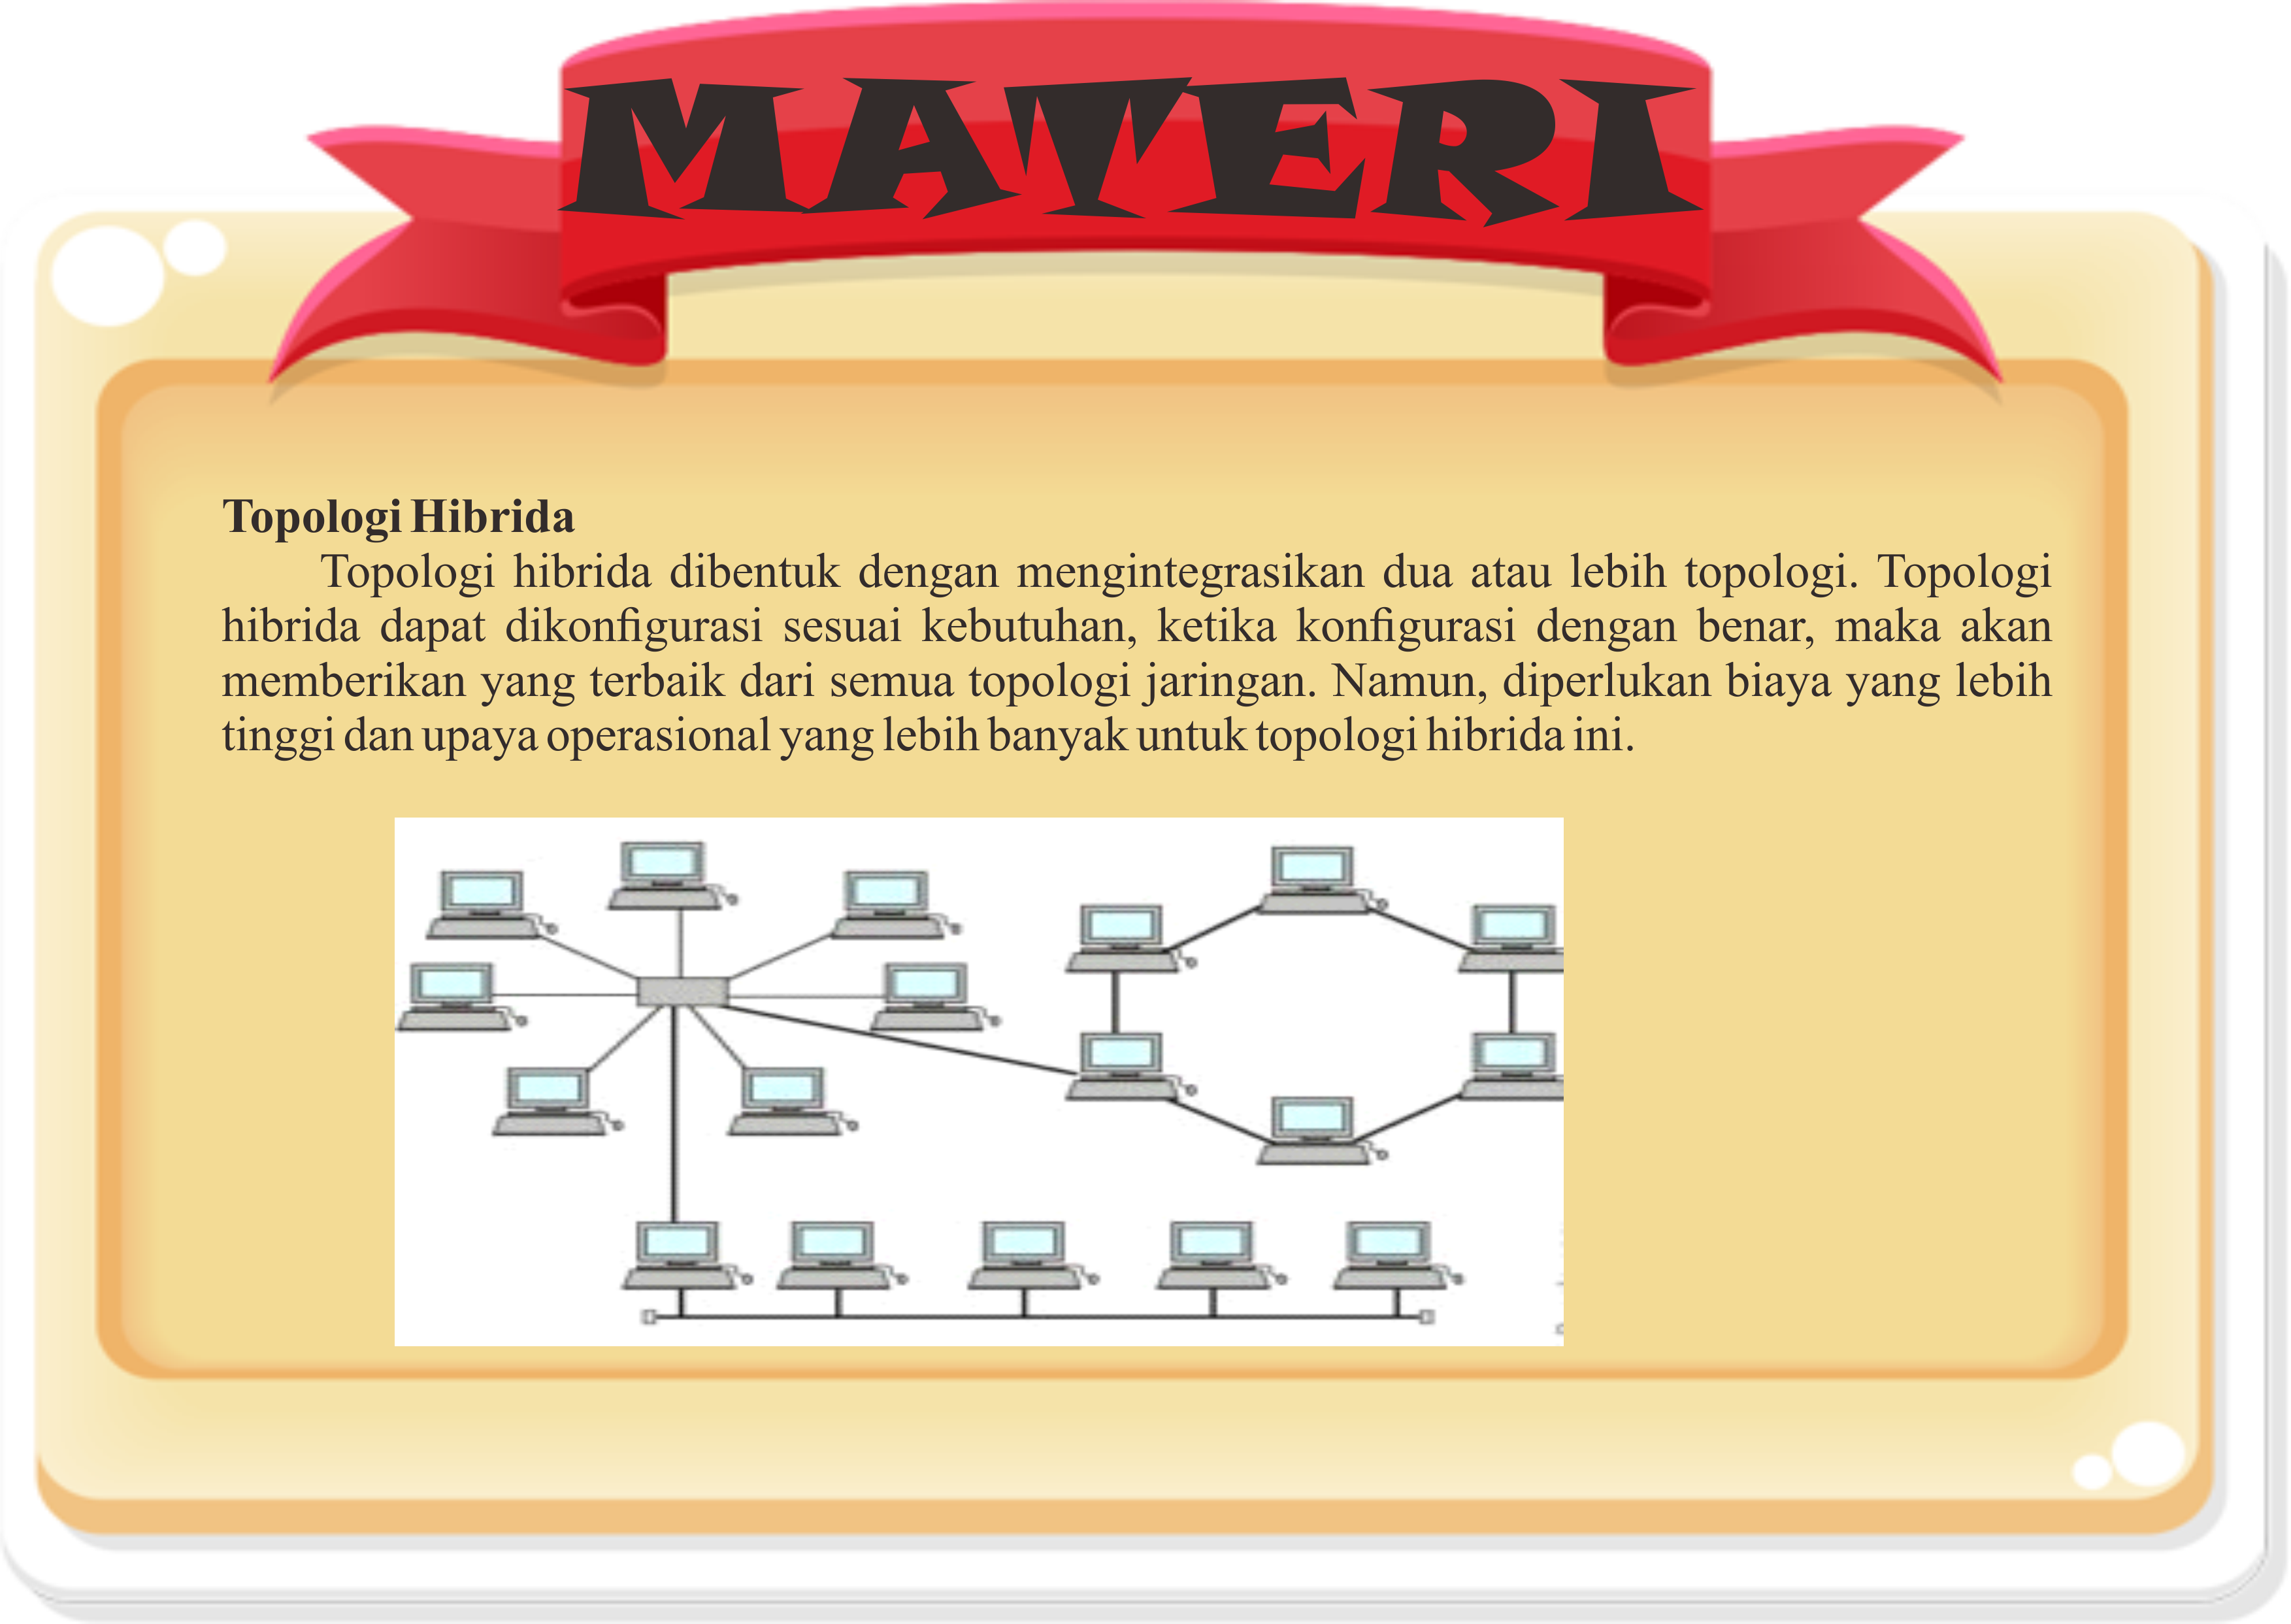 MATERI
Topologi Hibrida
Topologi hibrida dibentuk dengan mengintegrasikan dua atau lebih topologi. Topologi
hibrida dapat dikonfigurasi sesuai kebutuhan, ketika konfigurasi dengan benar, maka akan
memberikan yang terbaik dari semua topologi jaringan. Namun, diperlukan biaya yang lebih
tinggi dan upaya operasional yang lebih banyak untuk topologi hibrida ini.